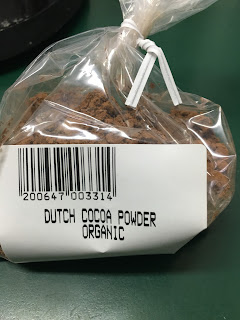 200647 003314
DUTCH COCOA POWDER
ORGANIC